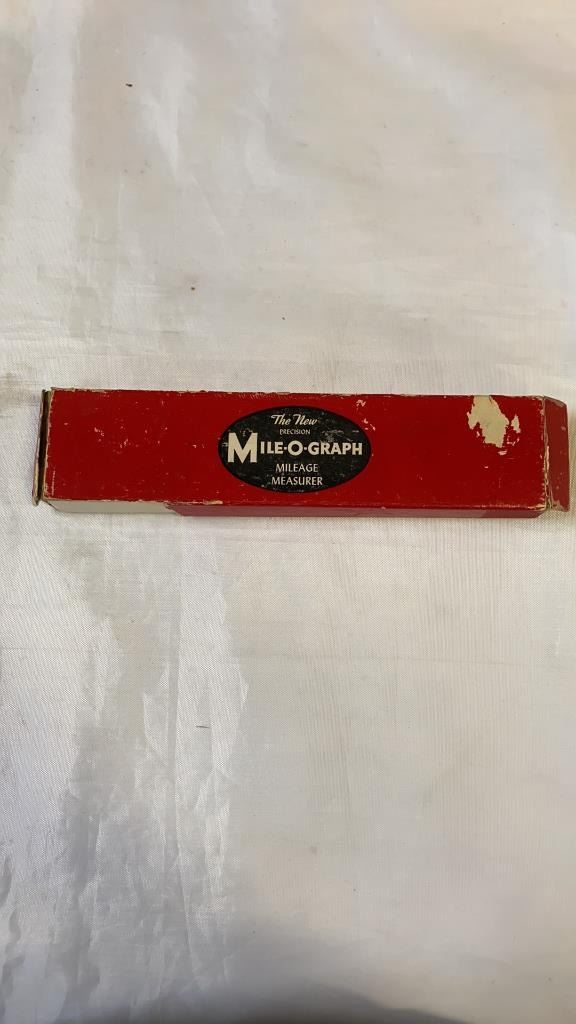 The New
PRECISION
MILE-O-GRAPH
MILEAGE
MEASURER